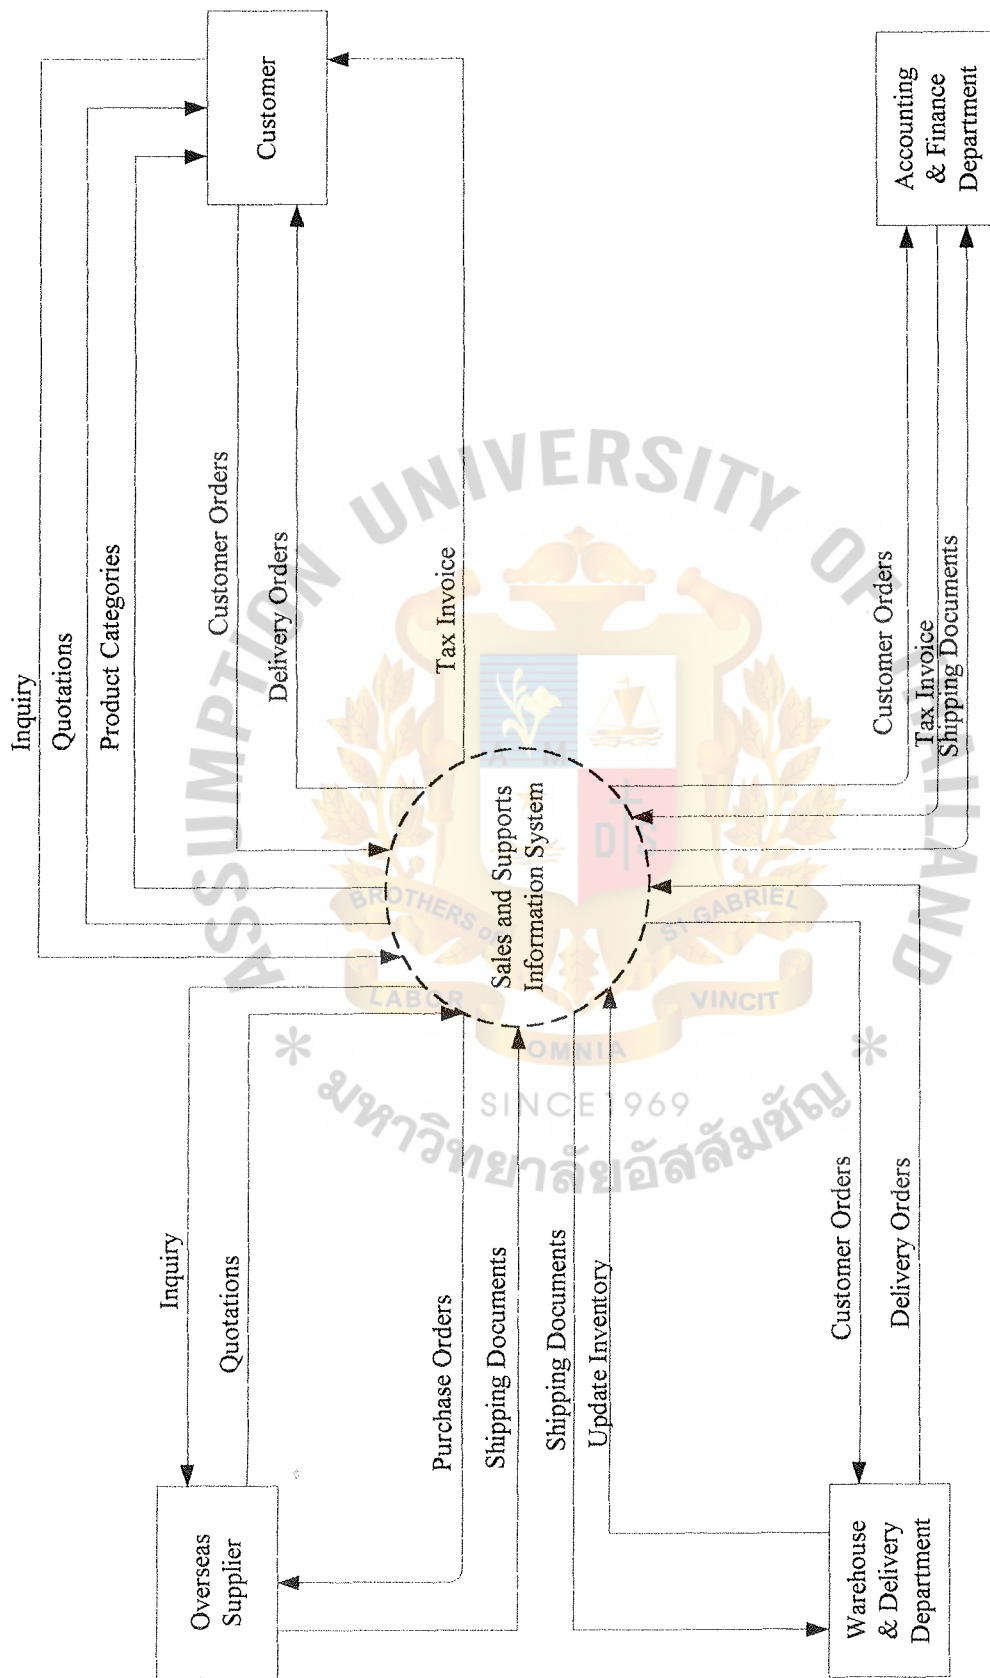 Overseas
Supplier
Inquiry
Quotations
Purchase Orders
Shipping Documents
Shipping Documents
Update Inventory
Customer Orders
Delivery Orders
Warehouse
& Delivery
Department
Sales and Supports
Information System
Inquiry
Quotations
Product Categories
Customer Orders
Delivery Orders
Tax Invoice
Customer
Customer Orders
Tax Invoice
Shipping Documents
Accounting
& Finance
Department
ASSUMPTION UNIVERSITY OF THAILAND
A M
D S
BROTHERS OF ST GABRIEL
LABOR OMNIA VINCIT
SINCE 1969
* มหาวิทยาลัยอัสสัมชัญ *